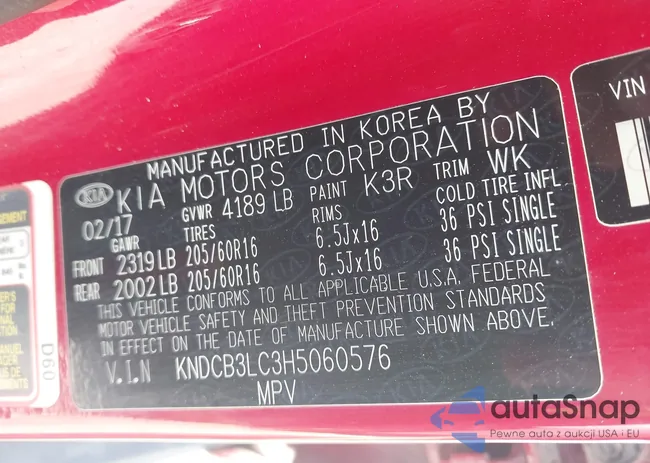 MANUFACTURED IN KOREA BY
KIA KIA MOTORS CORPORATION
02/17 GVWR 4189 LB PAINT K3R TRIM WK
GAWR TIRES RIMS COLD TIRE INFL
FRONT 2319 LB 205/60R16 6.5Jx16 36 PSI SINGLE
REAR 2002 LB 205/60R16 6.5Jx16 36 PSI SINGLE
THIS VEHICLE CONFORMS TO ALL APPLICABLE U.S.A. FEDERAL
MOTOR VEHICLE SAFETY AND THEFT PREVENTION STANDARDS
IN EFFECT ON THE DATE OF MANUFACTURE SHOWN ABOVE.
V.I.N KNDCB3LC3H5060576
MPV
VIN
D60
autaSnap
Pewne auta z aukcji USA i EU